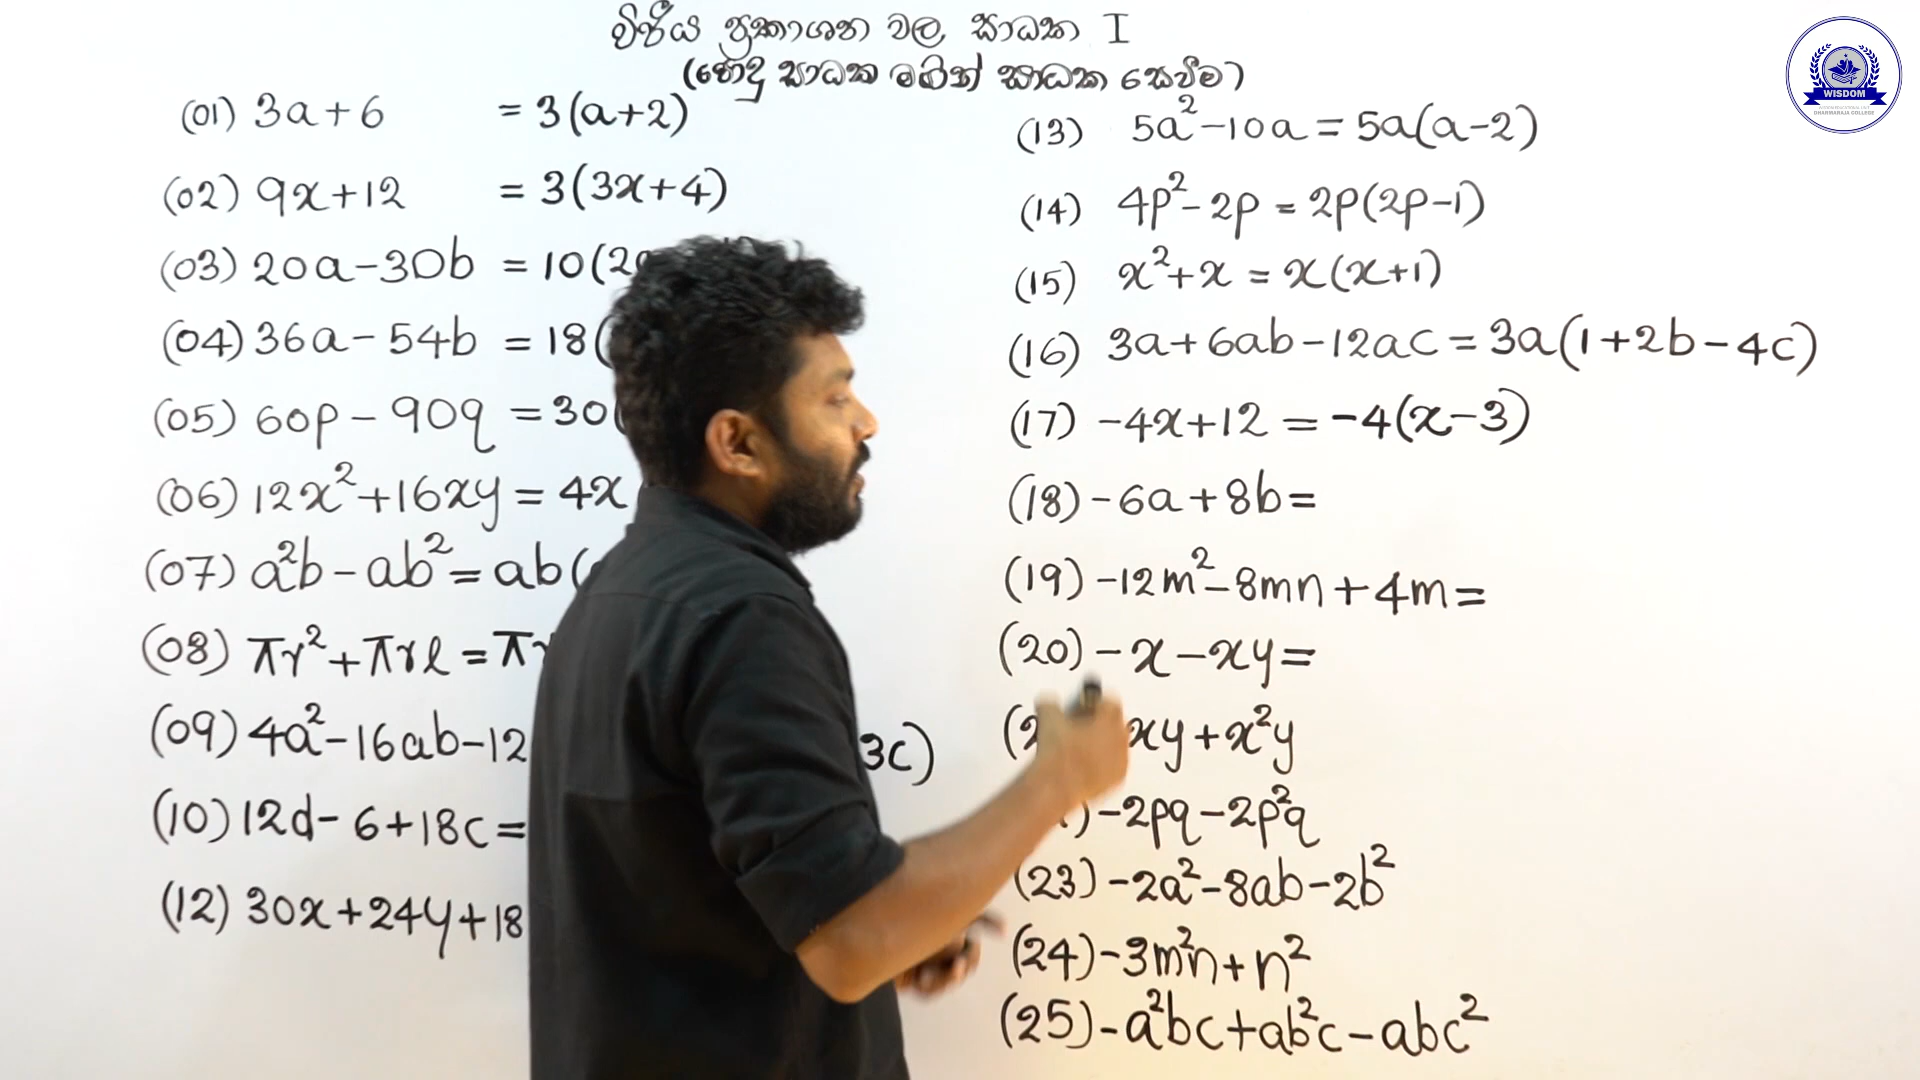 විජීය ප්‍රකාශන වල සාධක I
(පොදු සාධක මගින් සාධක සෙවීම)
(01) 3a+6 = 3(a+2)
(02) 9x+12 = 3(3x+4)
(03) 20a-30b = 10(2a
(04) 36a-54b = 18(
(05) 60p-90q = 30(
(06) 12x²+16xy = 4x
(07) a²b-ab² = ab(
(08) πr²+πrl = πr
(09) 4a²-16ab-12 3c)
(10) 12d-6+18c =
(12) 30x+24y+18
(13) 5a²-10a = 5a(a-2)
(14) 4p²-2p = 2p(2p-1)
(15) x²+x = x(x+1)
(16) 3a+6ab-12ac = 3a(1+2b-4c)
(17) -4x+12 = -4(x-3)
(18) -6a+8b =
(19) -12m²-8mn+4m =
(20) -x-xy =
(2 xy+x²y
) -2pq-2p²q
(23) -2a²-8ab-2b²
(24) -3m²n+n²
(25) -a²bc+ab²c-abc²
WISDOM
DHARMARAJA COLLEGE